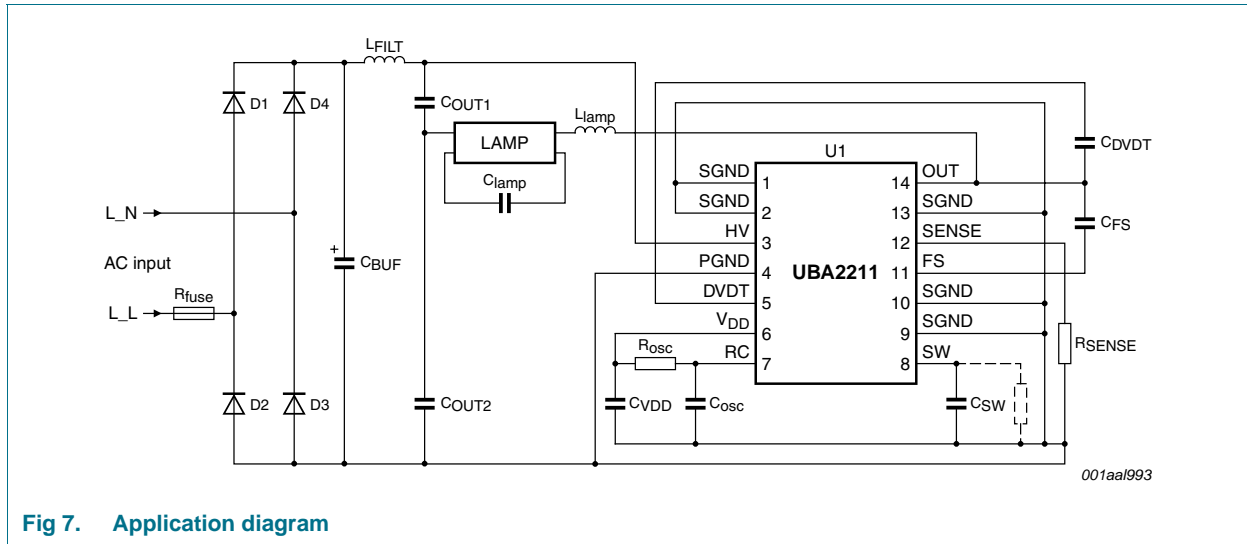 LFILT
D1
D4
COUT1
Llamp
LAMP
Clamp
CDVDT
U1
SGND
1
14
OUT
SGND
2
13
SGND
CFS
L_N
HV
3
12
SENSE
AC input
+
CBUF
PGND
4
UBA2211
11
FS
Rfuse
DVDT
5
10
SGND
L_L
VDD
6
9
SGND
Rosc
RC
7
8
SW
RSENSE
D2
D3
COUT2
CVDD
Cosc
CSW
001aal993
Fig 7. Application diagram